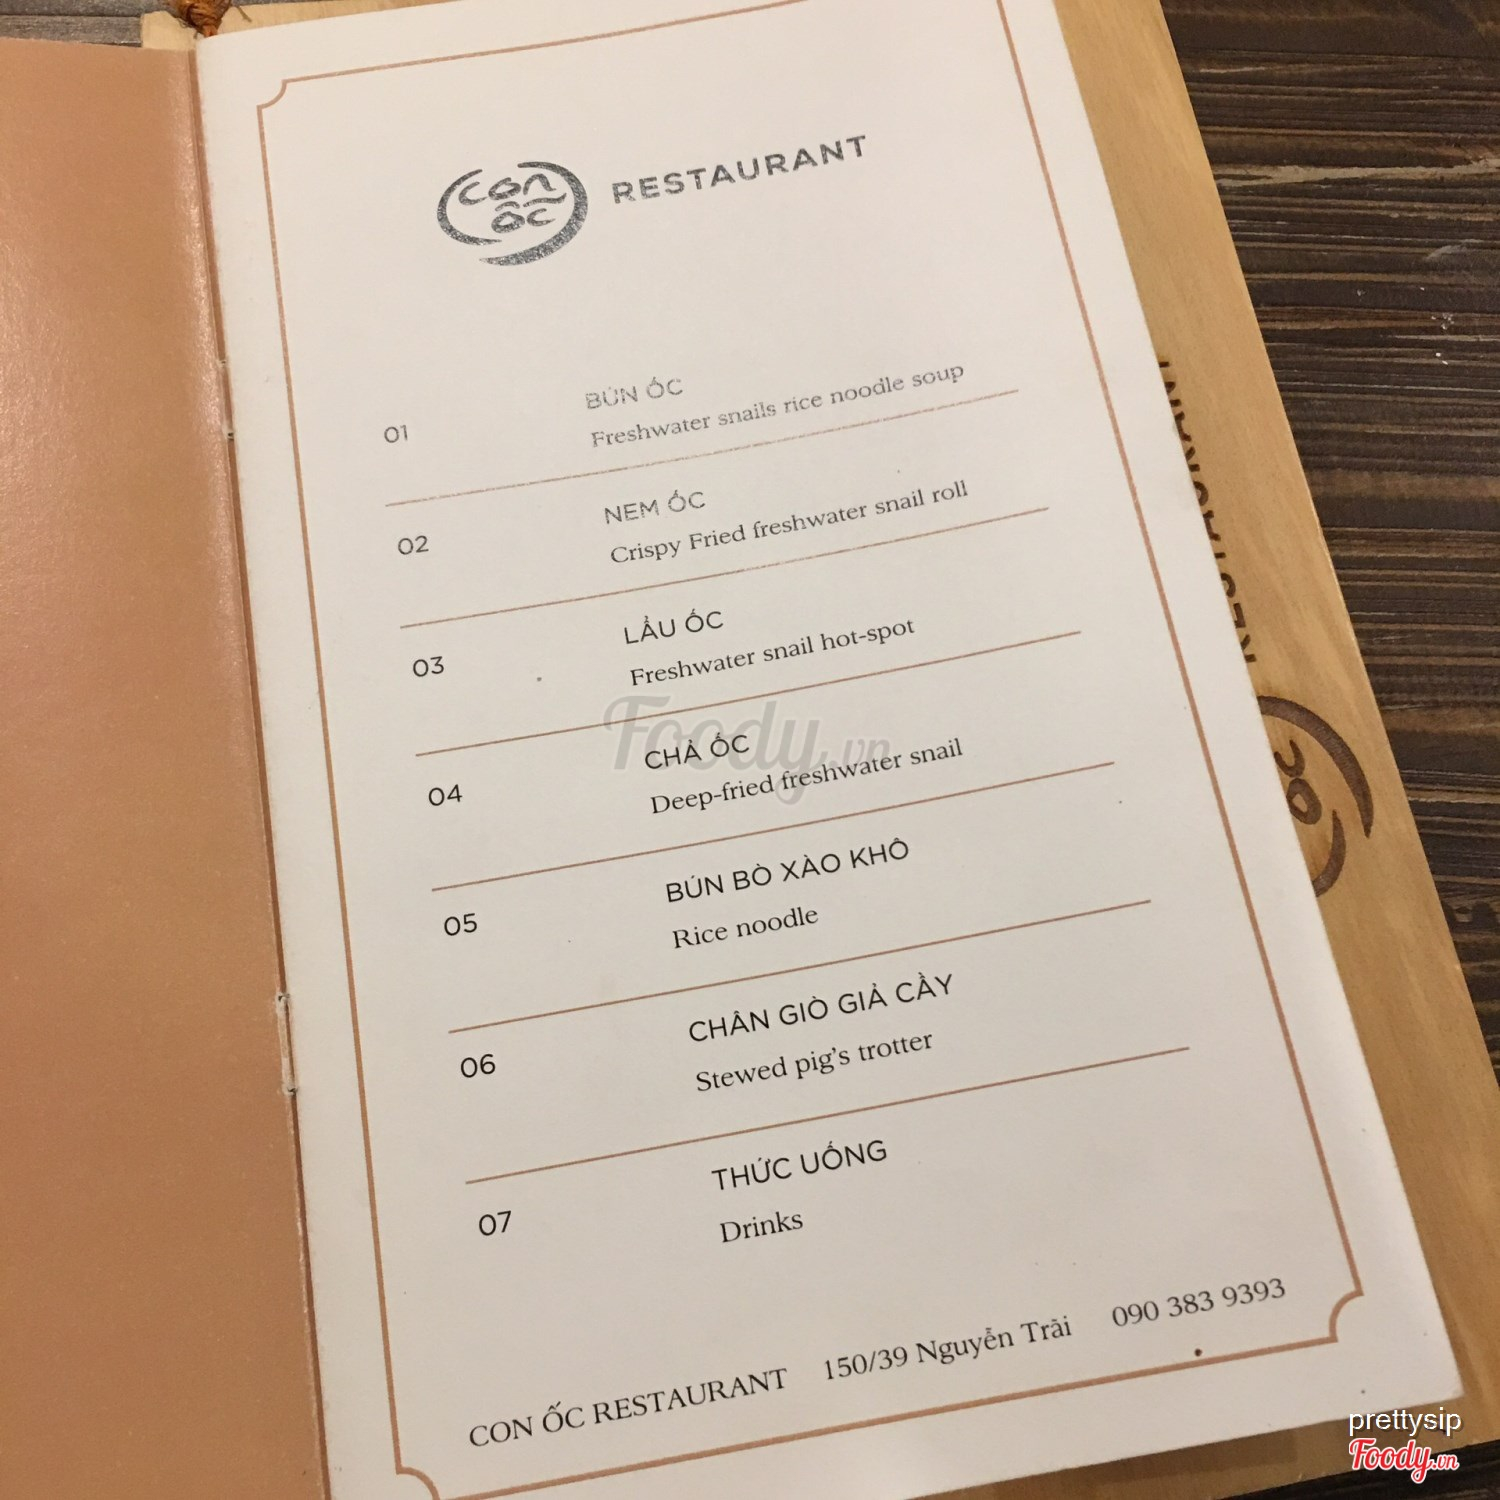 con ốc RESTAURANT
BÚN ỐC
01 Freshwater snails rice noodle soup
NEM ỐC
02 Crispy Fried freshwater snail roll
LẨU ỐC
03 Freshwater snail hot-spot
CHẢ ỐC
04 Deep-fried freshwater snail
BÚN BÒ XÀO KHÔ
05 Rice noodle
CHÂN GIÒ GIẢ CẦY
06 Stewed pig's trotter
THỨC UỐNG
07 Drinks
CON ỐC RESTAURANT 150/39 Nguyễn Trãi 090 383 9393
RESTAURANT
ốc
Foody.vn
prettysip
Foody.vn